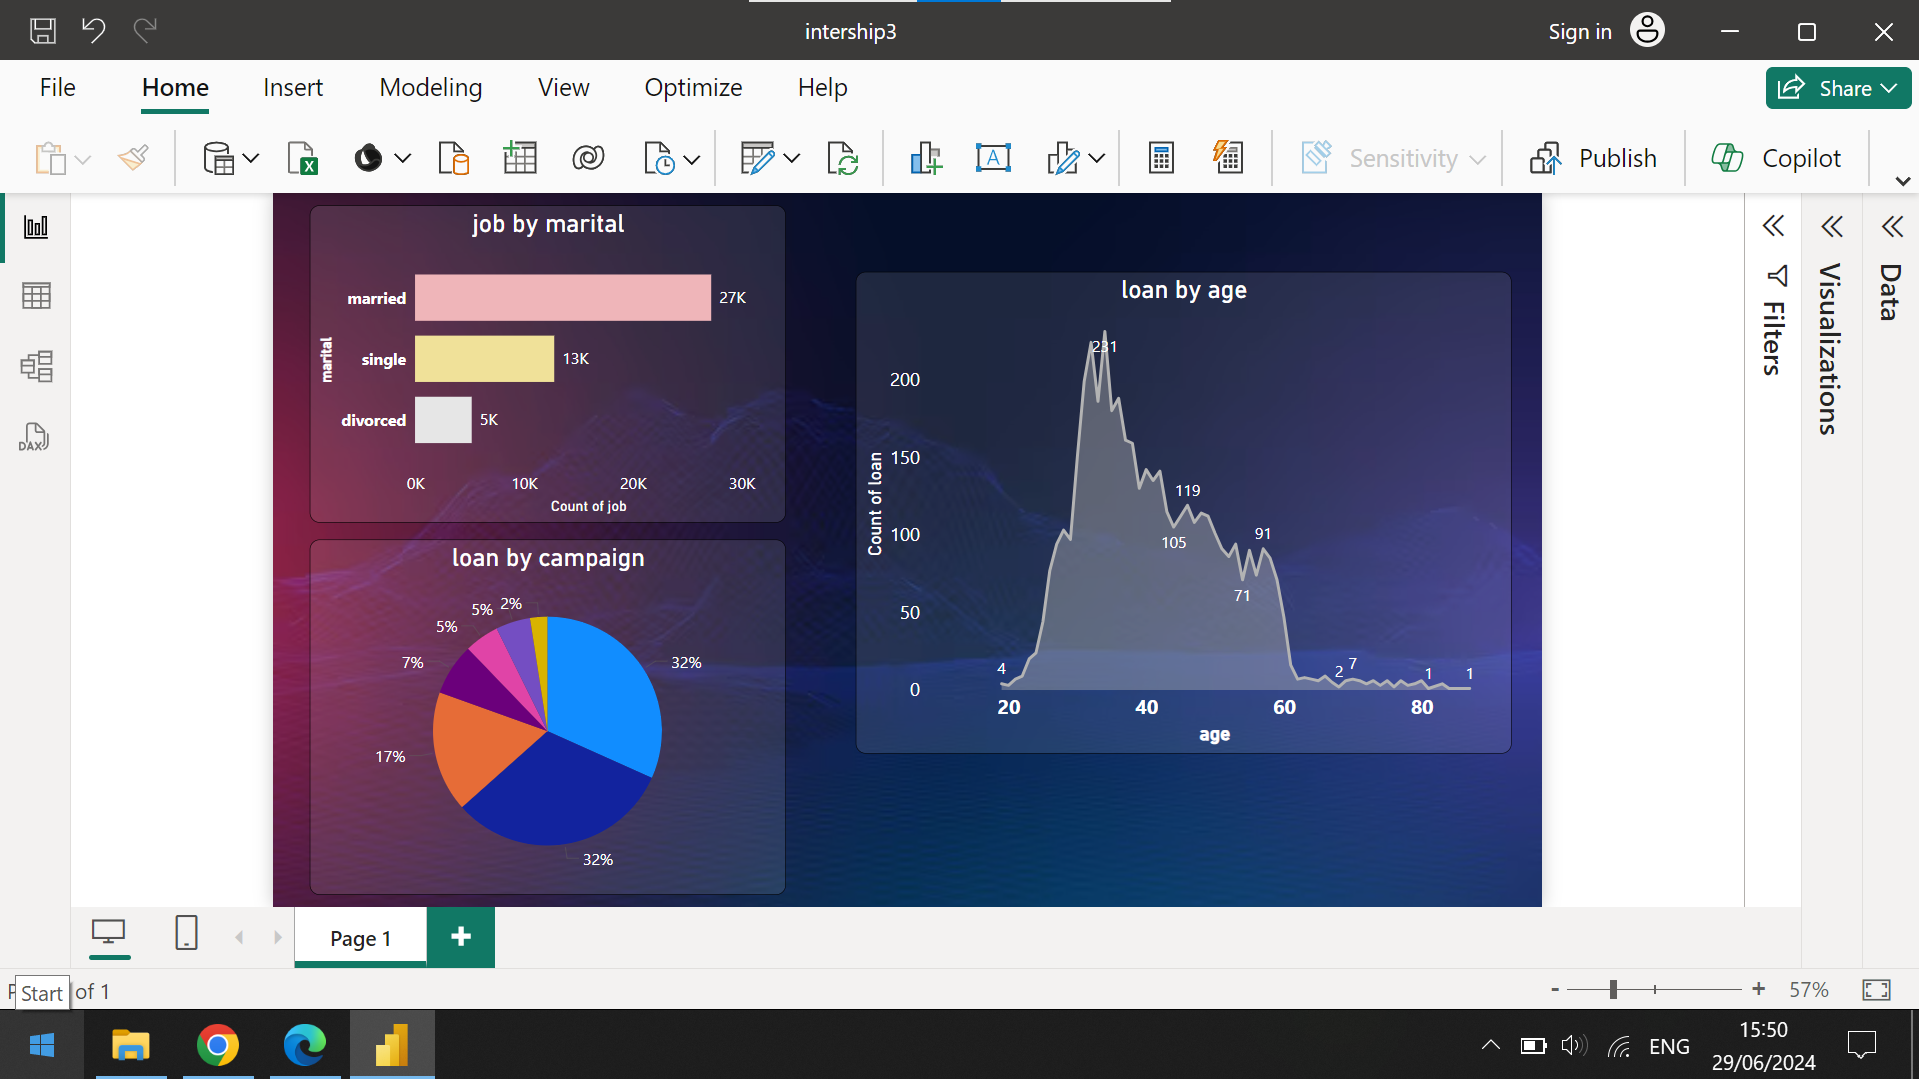 intership3
Sign in
File Home Insert Modeling View Optimize Help
Share
Sensitivity
Publish
Copilot
job by marital
marital
married 27K
single 13K
divorced 5K
0K 10K 20K 30K
Count of job
loan by campaign
2%
5%
5%
7%
32%
17%
32%
loan by age
Count of loan
200
150
100
50
0
231
119
105
91
71
4
2
7
1
1
20 40 60 80
age
Filters
Visualizations
Data
DAX
Page 1
Start
of 1
57%
ENG
15:50
29/06/2024